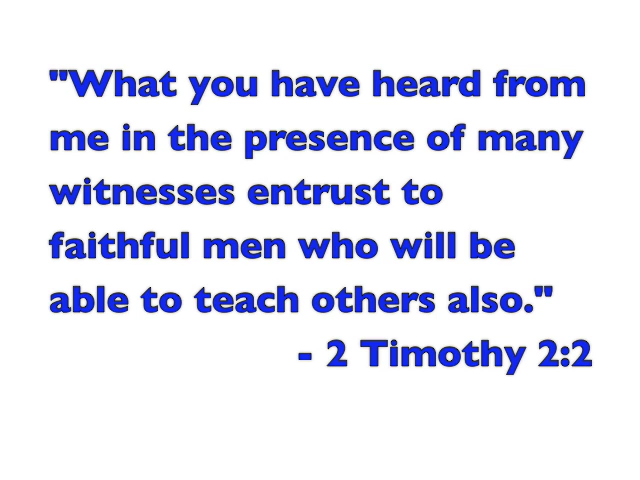 "What you have heard from
me in the presence of many
witnesses entrust to
faithful men who will be
able to teach others also."
- 2 Timothy 2:2